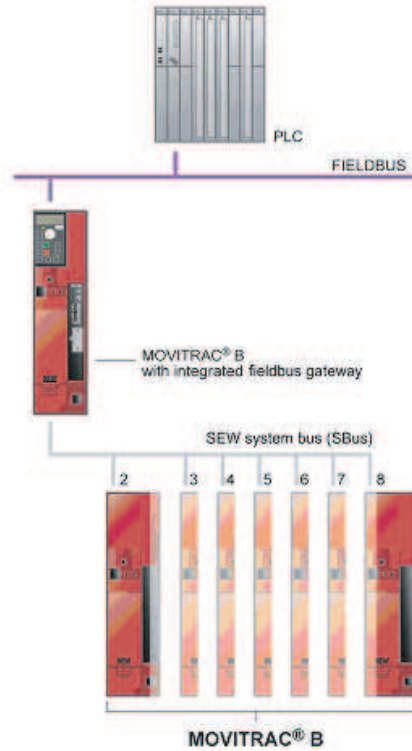 PLC
FIELDBUS
MOVITRAC® B
with integrated fieldbus gateway
SEW system bus (SBus)
2 3 4 5 6 7 8
MOVITRAC® B